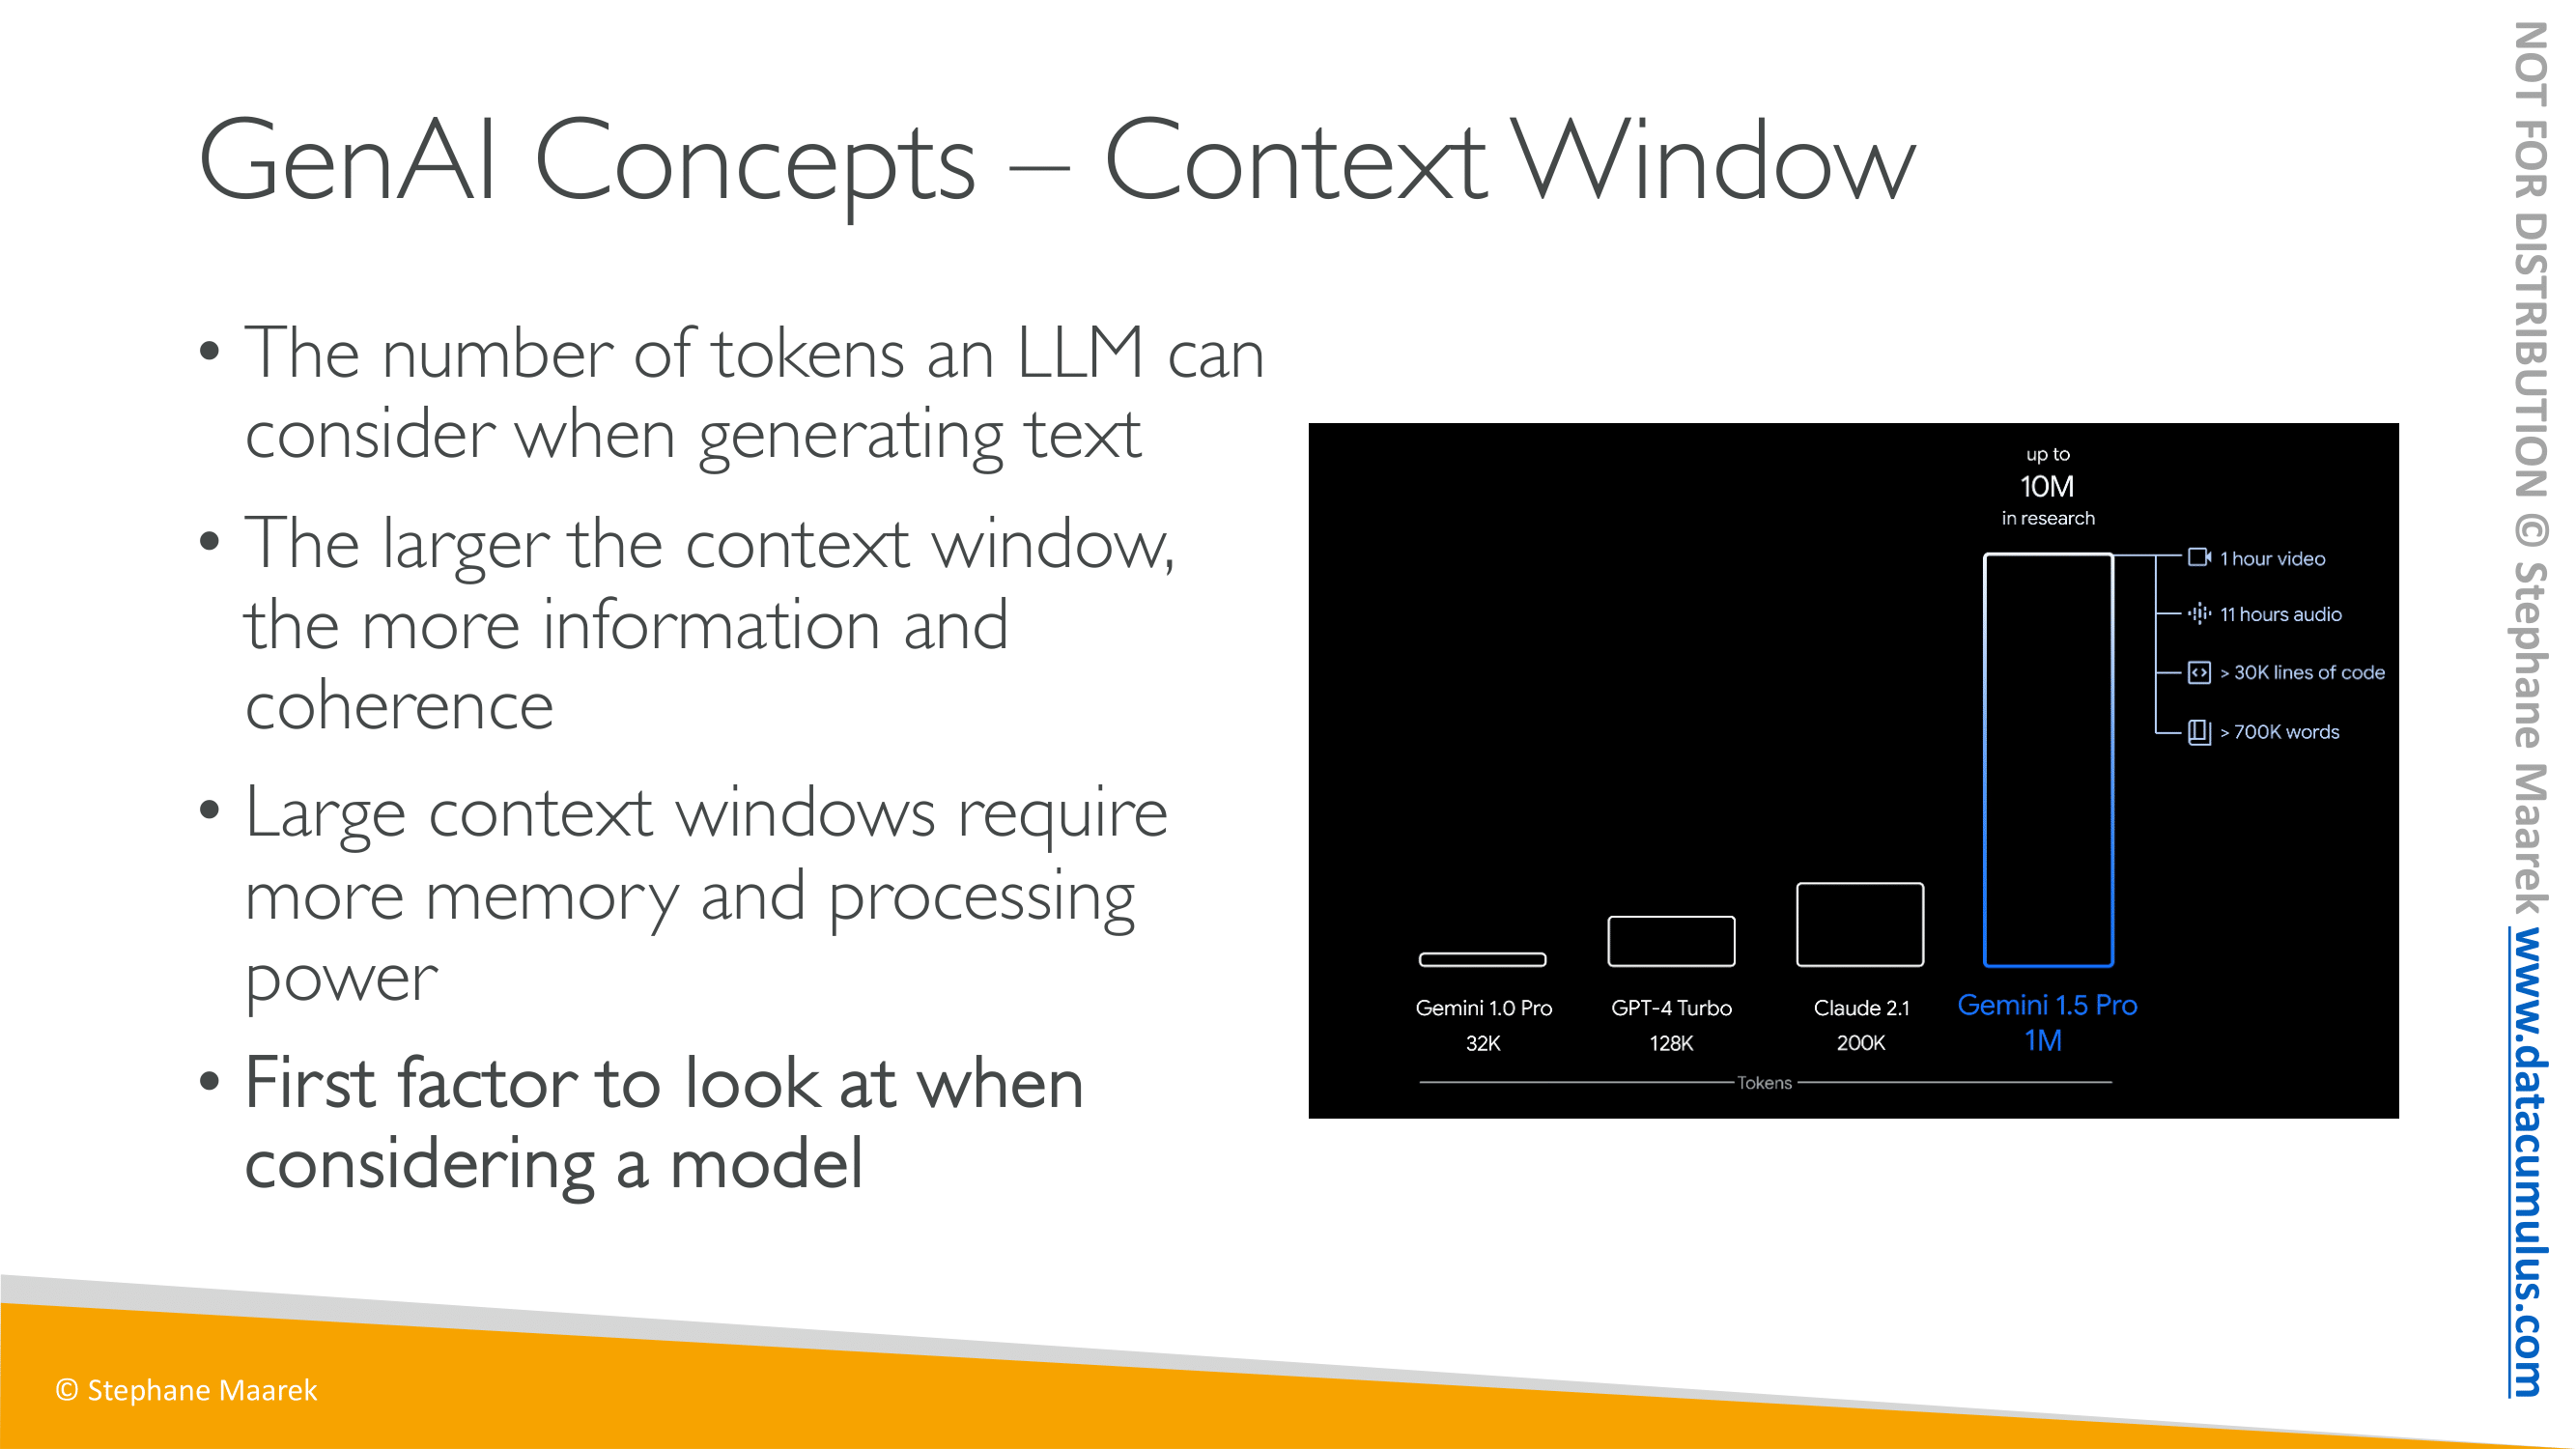 GenAI Concepts – Context Window
• The number of tokens an LLM can
consider when generating text
• The larger the context window,
the more information and
coherence
• Large context windows require
more memory and processing
power
• First factor to look at when
considering a model
up to
10M
in research
1 hour video
11 hours audio
> 30K lines of code
> 700K words
Gemini 1.0 Pro
32K
GPT-4 Turbo
128K
Claude 2.1
200K
Gemini 1.5 Pro
1M
Tokens
© Stephane Maarek
NOT FOR DISTRIBUTION © Stephane Maarek www.datacumulus.com